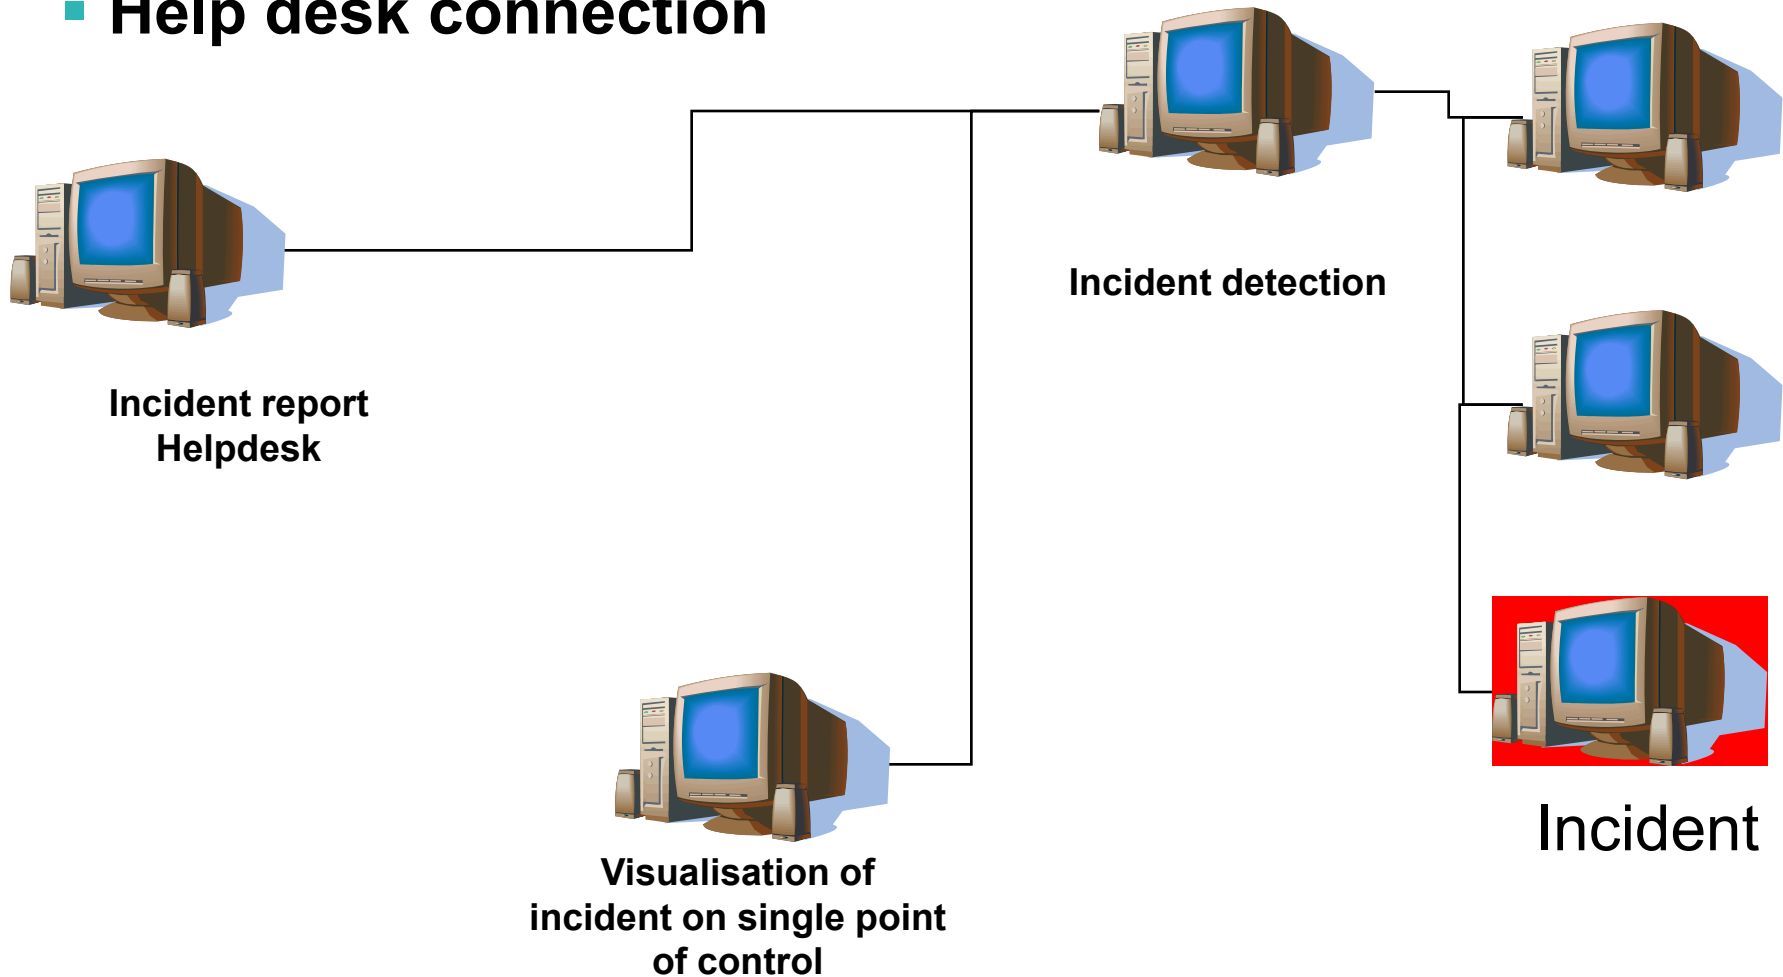 Help desk connection
Incident detection
Incident report
Helpdesk
Incident
Visualisation of
incident on single point
of control